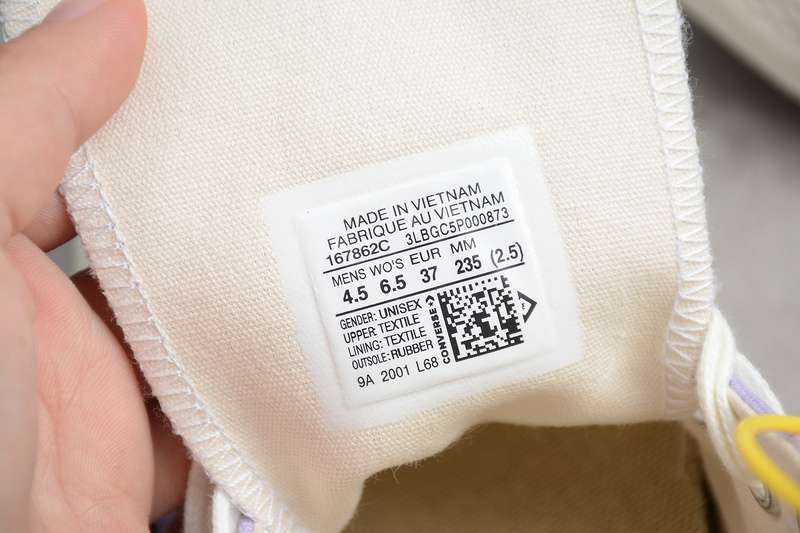 MADE IN VIETNAM
FABRIQUE AU VIETNAM
167862C 3LBGC5P000873
MENS WO'S EUR MM
4.5 6.5 37 235 (2.5)
GENDER: UNISEX
UPPER: TEXTILE
LINING: TEXTILE
OUTSOLE: RUBBER
9A 2001 L68
CONVERSE